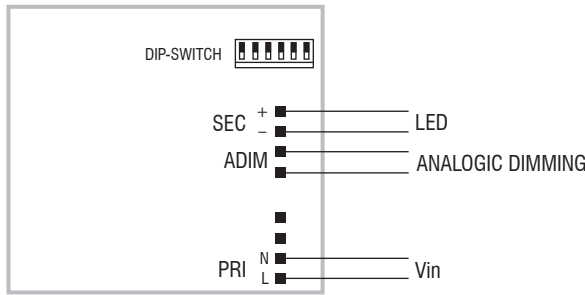 DIP-SWITCH
SEC + LED
−
ADIM ANALOGIC DIMMING
N
PRI Vin
L